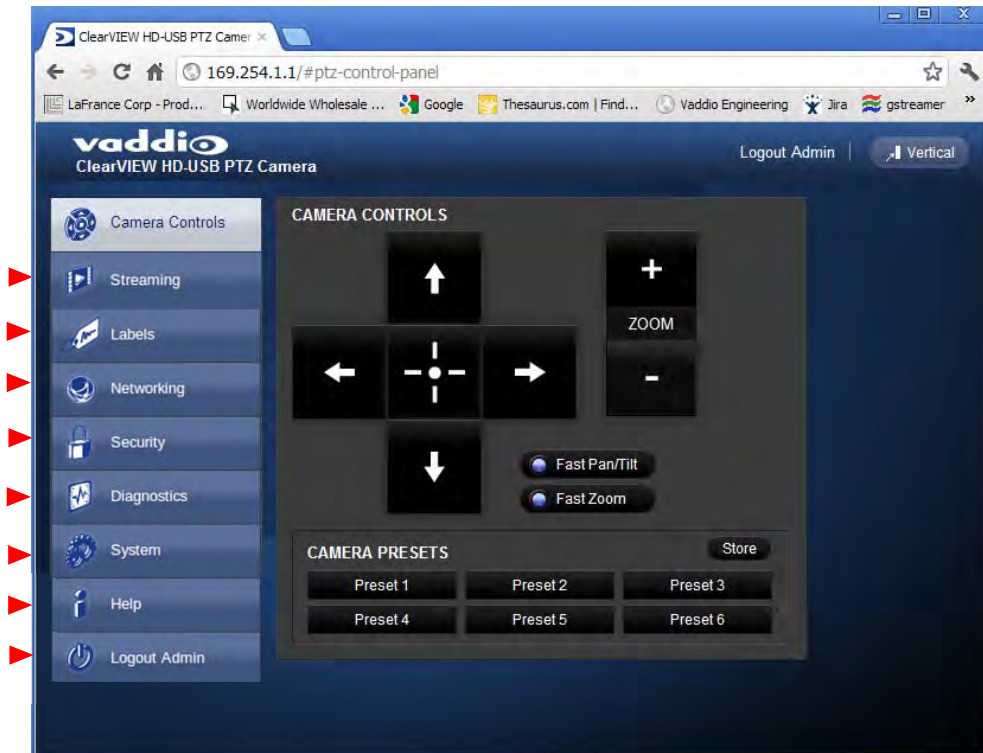 ClearVIEW HD-USB PTZ Camer
169.254.1.1/#ptz-control-panel
LaFrance Corp - Prod... Worldwide Wholesale ... Google Thesaurus.com | Find... Vaddio Engineering Jira gstreamer »
vaddio
ClearVIEW HD-USB PTZ Camera
Logout Admin | Vertical
Camera Controls
Streaming
Labels
Networking
Security
Diagnostics
System
Help
Logout Admin
CAMERA CONTROLS
+
ZOOM
-
Fast Pan/Tilt
Fast Zoom
CAMERA PRESETS
Store
Preset 1 Preset 2 Preset 3
Preset 4 Preset 5 Preset 6